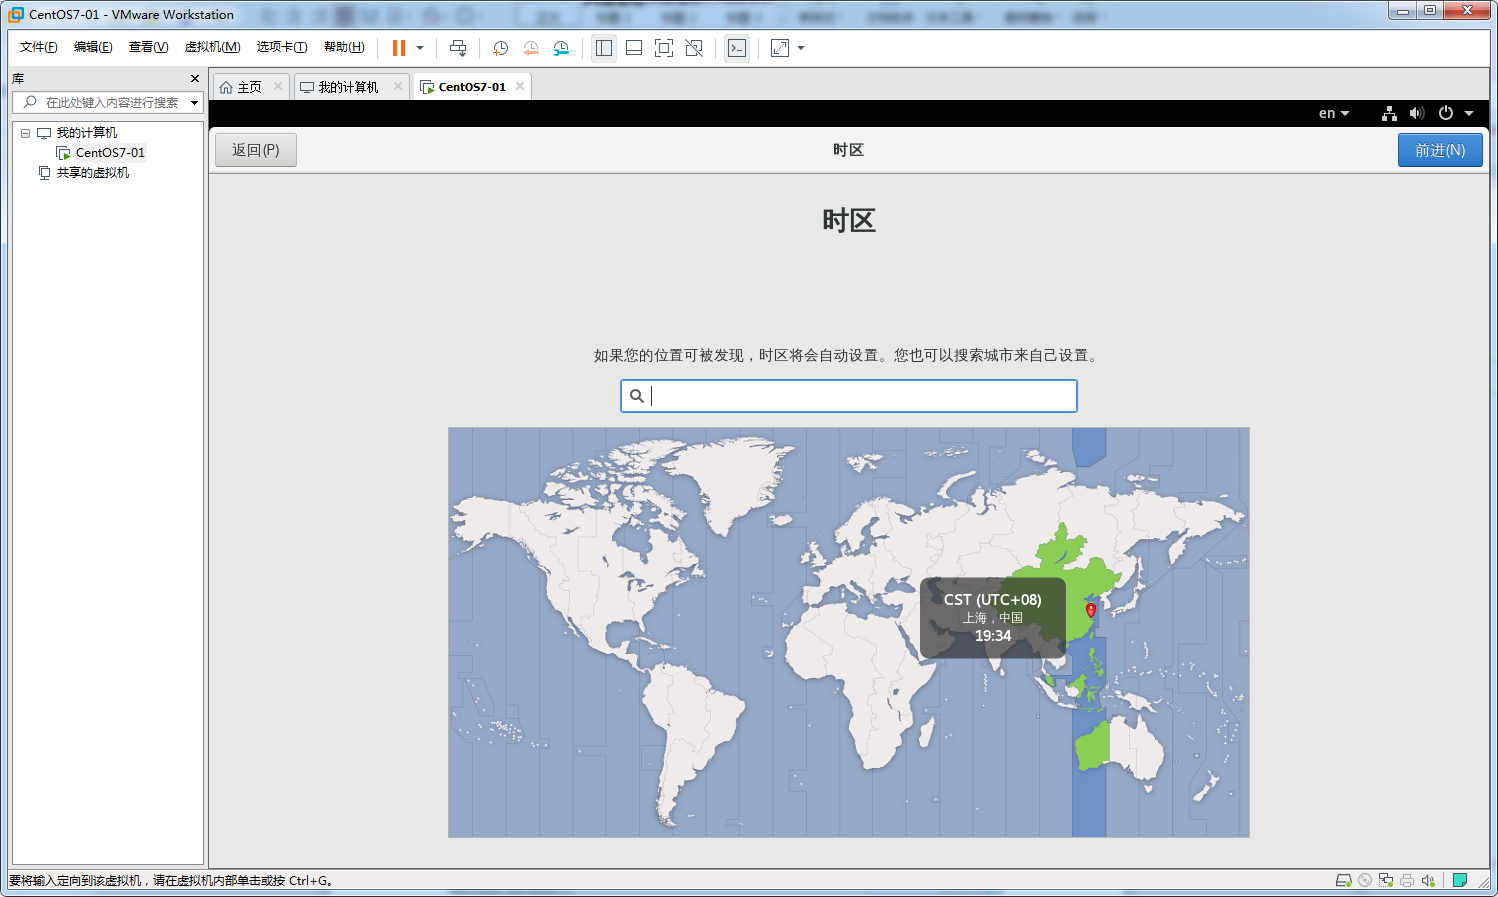 CentOS7-01 - VMware Workstation
文件(F) 编辑(E) 查看(V) 虚拟机(M) 选项卡(T) 帮助(H)
库
在此处键入内容进行搜索
我的计算机
CentOS7-01
共享的虚拟机
主页 我的计算机 CentOS7-01
en
返回(P) 时区 前进(N)
时区
如果您的位置可被发现，时区将会自动设置。您也可以搜索城市来自己设置。
CST (UTC+08)
上海，中国
19:34
要将输入定向到该虚拟机，请在虚拟机内部单击或按 Ctrl+G。